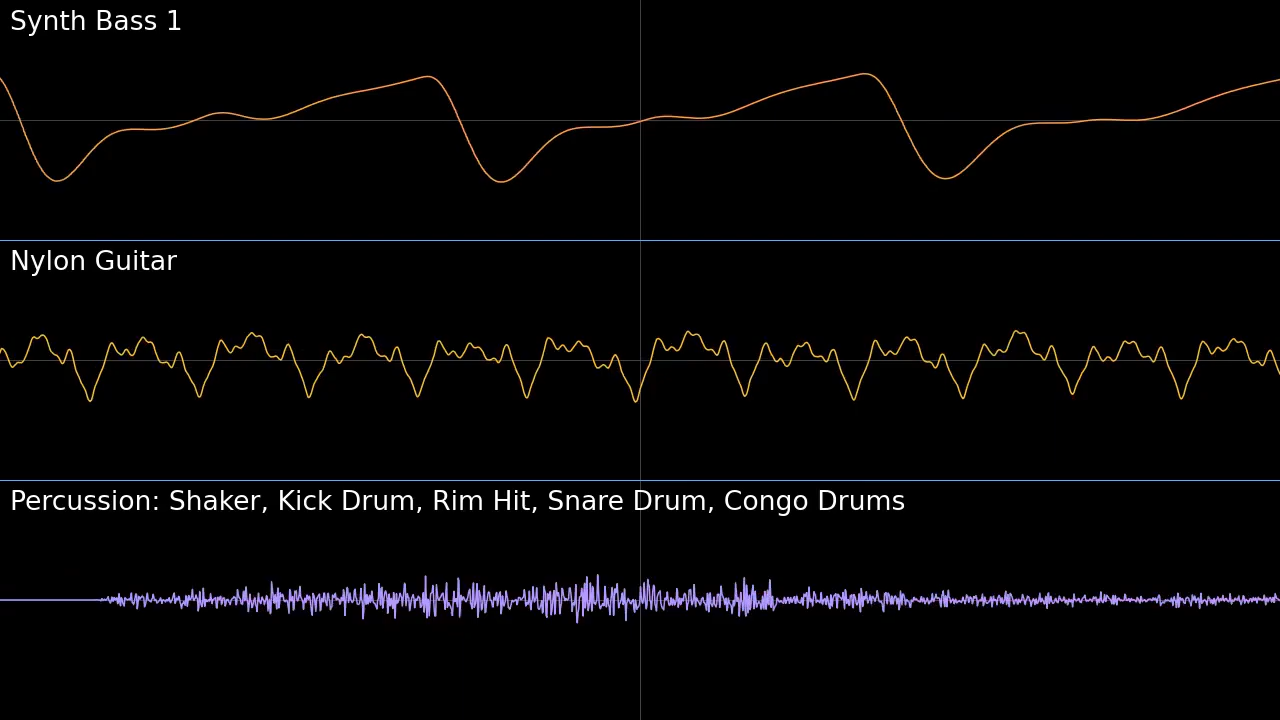 Synth Bass 1
Nylon Guitar
Percussion: Shaker, Kick Drum, Rim Hit, Snare Drum, Congo Drums